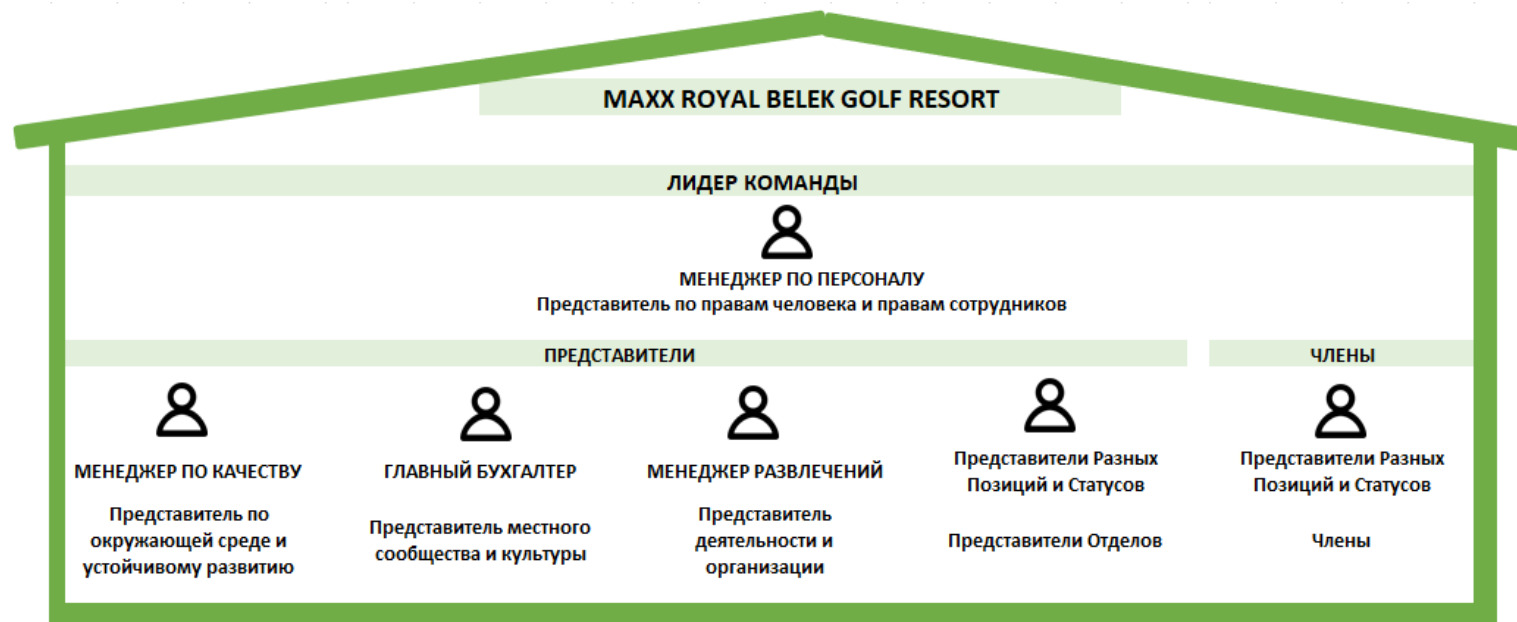 MAXX ROYAL BELEK GOLF RESORT
ЛИДЕР КОМАНДЫ
МЕНЕДЖЕР ПО ПЕРСОНАЛУ
Представитель по правам человека и правам сотрудников
ПРЕДСТАВИТЕЛИ
ЧЛЕНЫ
МЕНЕДЖЕР ПО КАЧЕСТВУ
Представитель по
окружающей среде и
устойчивому развитию
ГЛАВНЫЙ БУХГАЛТЕР
Представитель местного
сообщества и культуры
МЕНЕДЖЕР РАЗВЛЕЧЕНИЙ
Представитель
деятельности и
организации
Представители Разных
Позиций и Статусов
Представители Отделов
Представители Разных
Позиций и Статусов
Члены